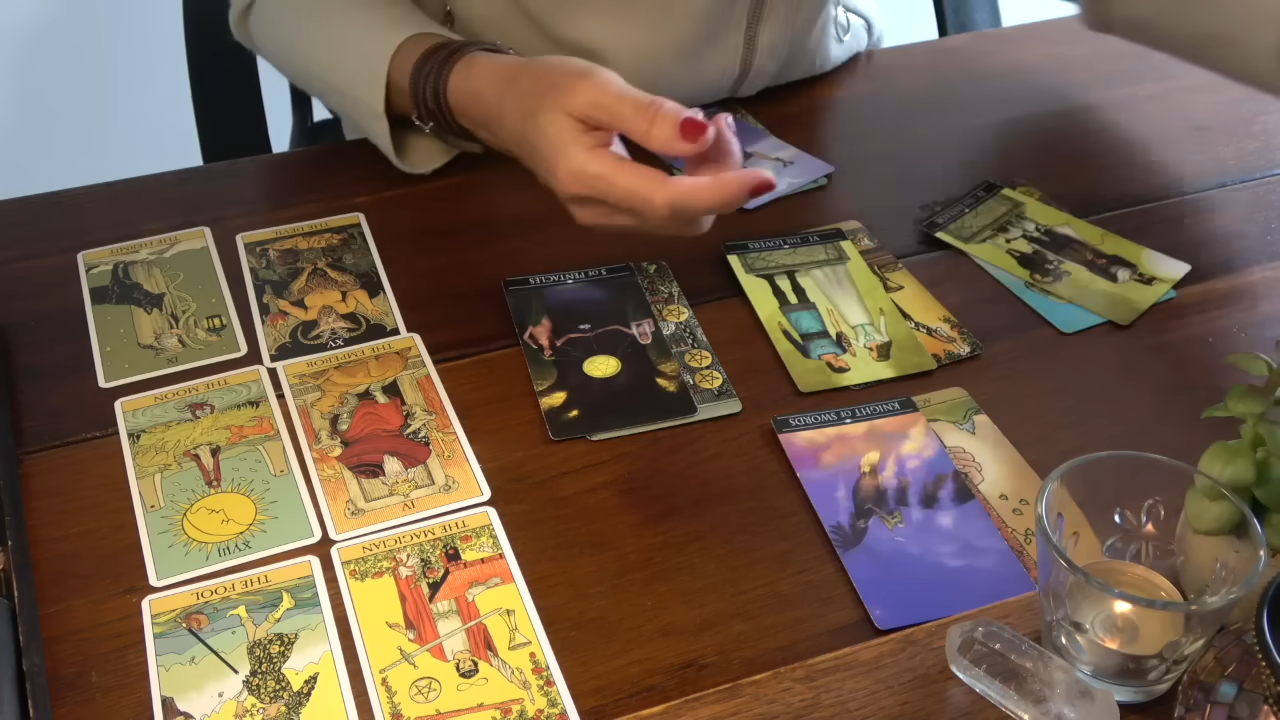 THE HERMIT
IX
THE DEVIL
XV
THE MOON
XVIII
THE EMPEROR
IV
THE FOOL
THE MAGICIAN
5 OF PENTACLES
VI - THE LOVERS
KNIGHT OF SWORDS